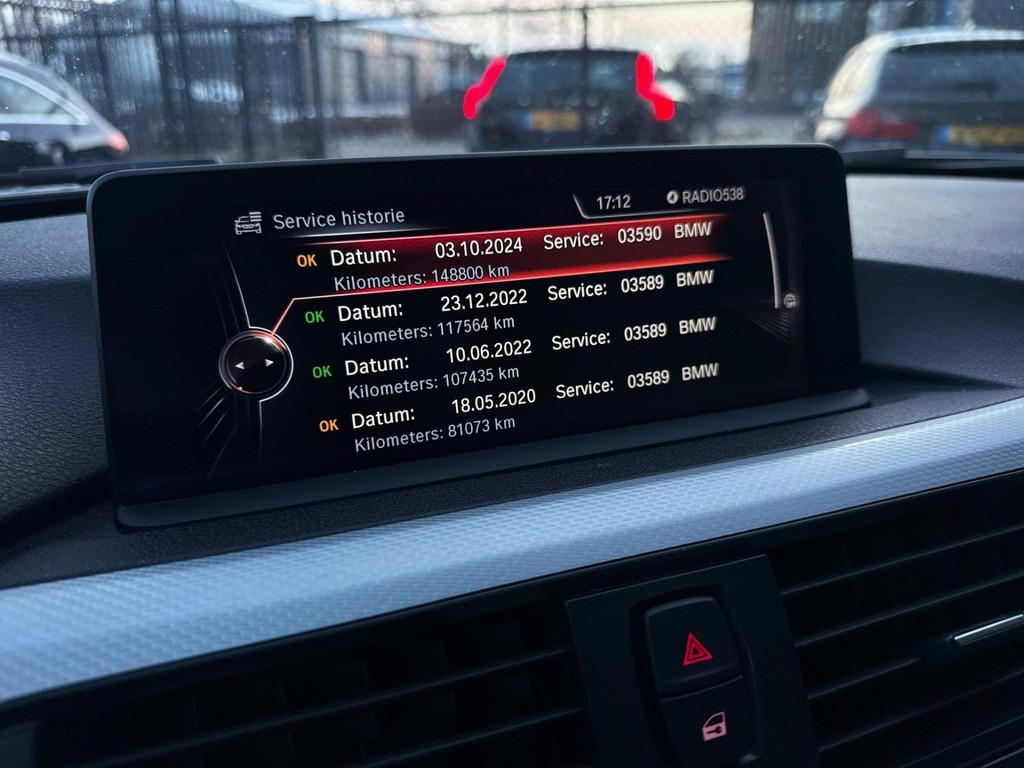 Service historie 17:12 RADIO538
OK Datum: 03.10.2024 Service: 03590 BMW
Kilometers: 148800 km
OK Datum: 23.12.2022 Service: 03589 BMW
Kilometers: 117564 km
OK Datum: 10.06.2022 Service: 03589 BMW
Kilometers: 107435 km
OK Datum: 18.05.2020 Service: 03589 BMW
Kilometers: 81073 km